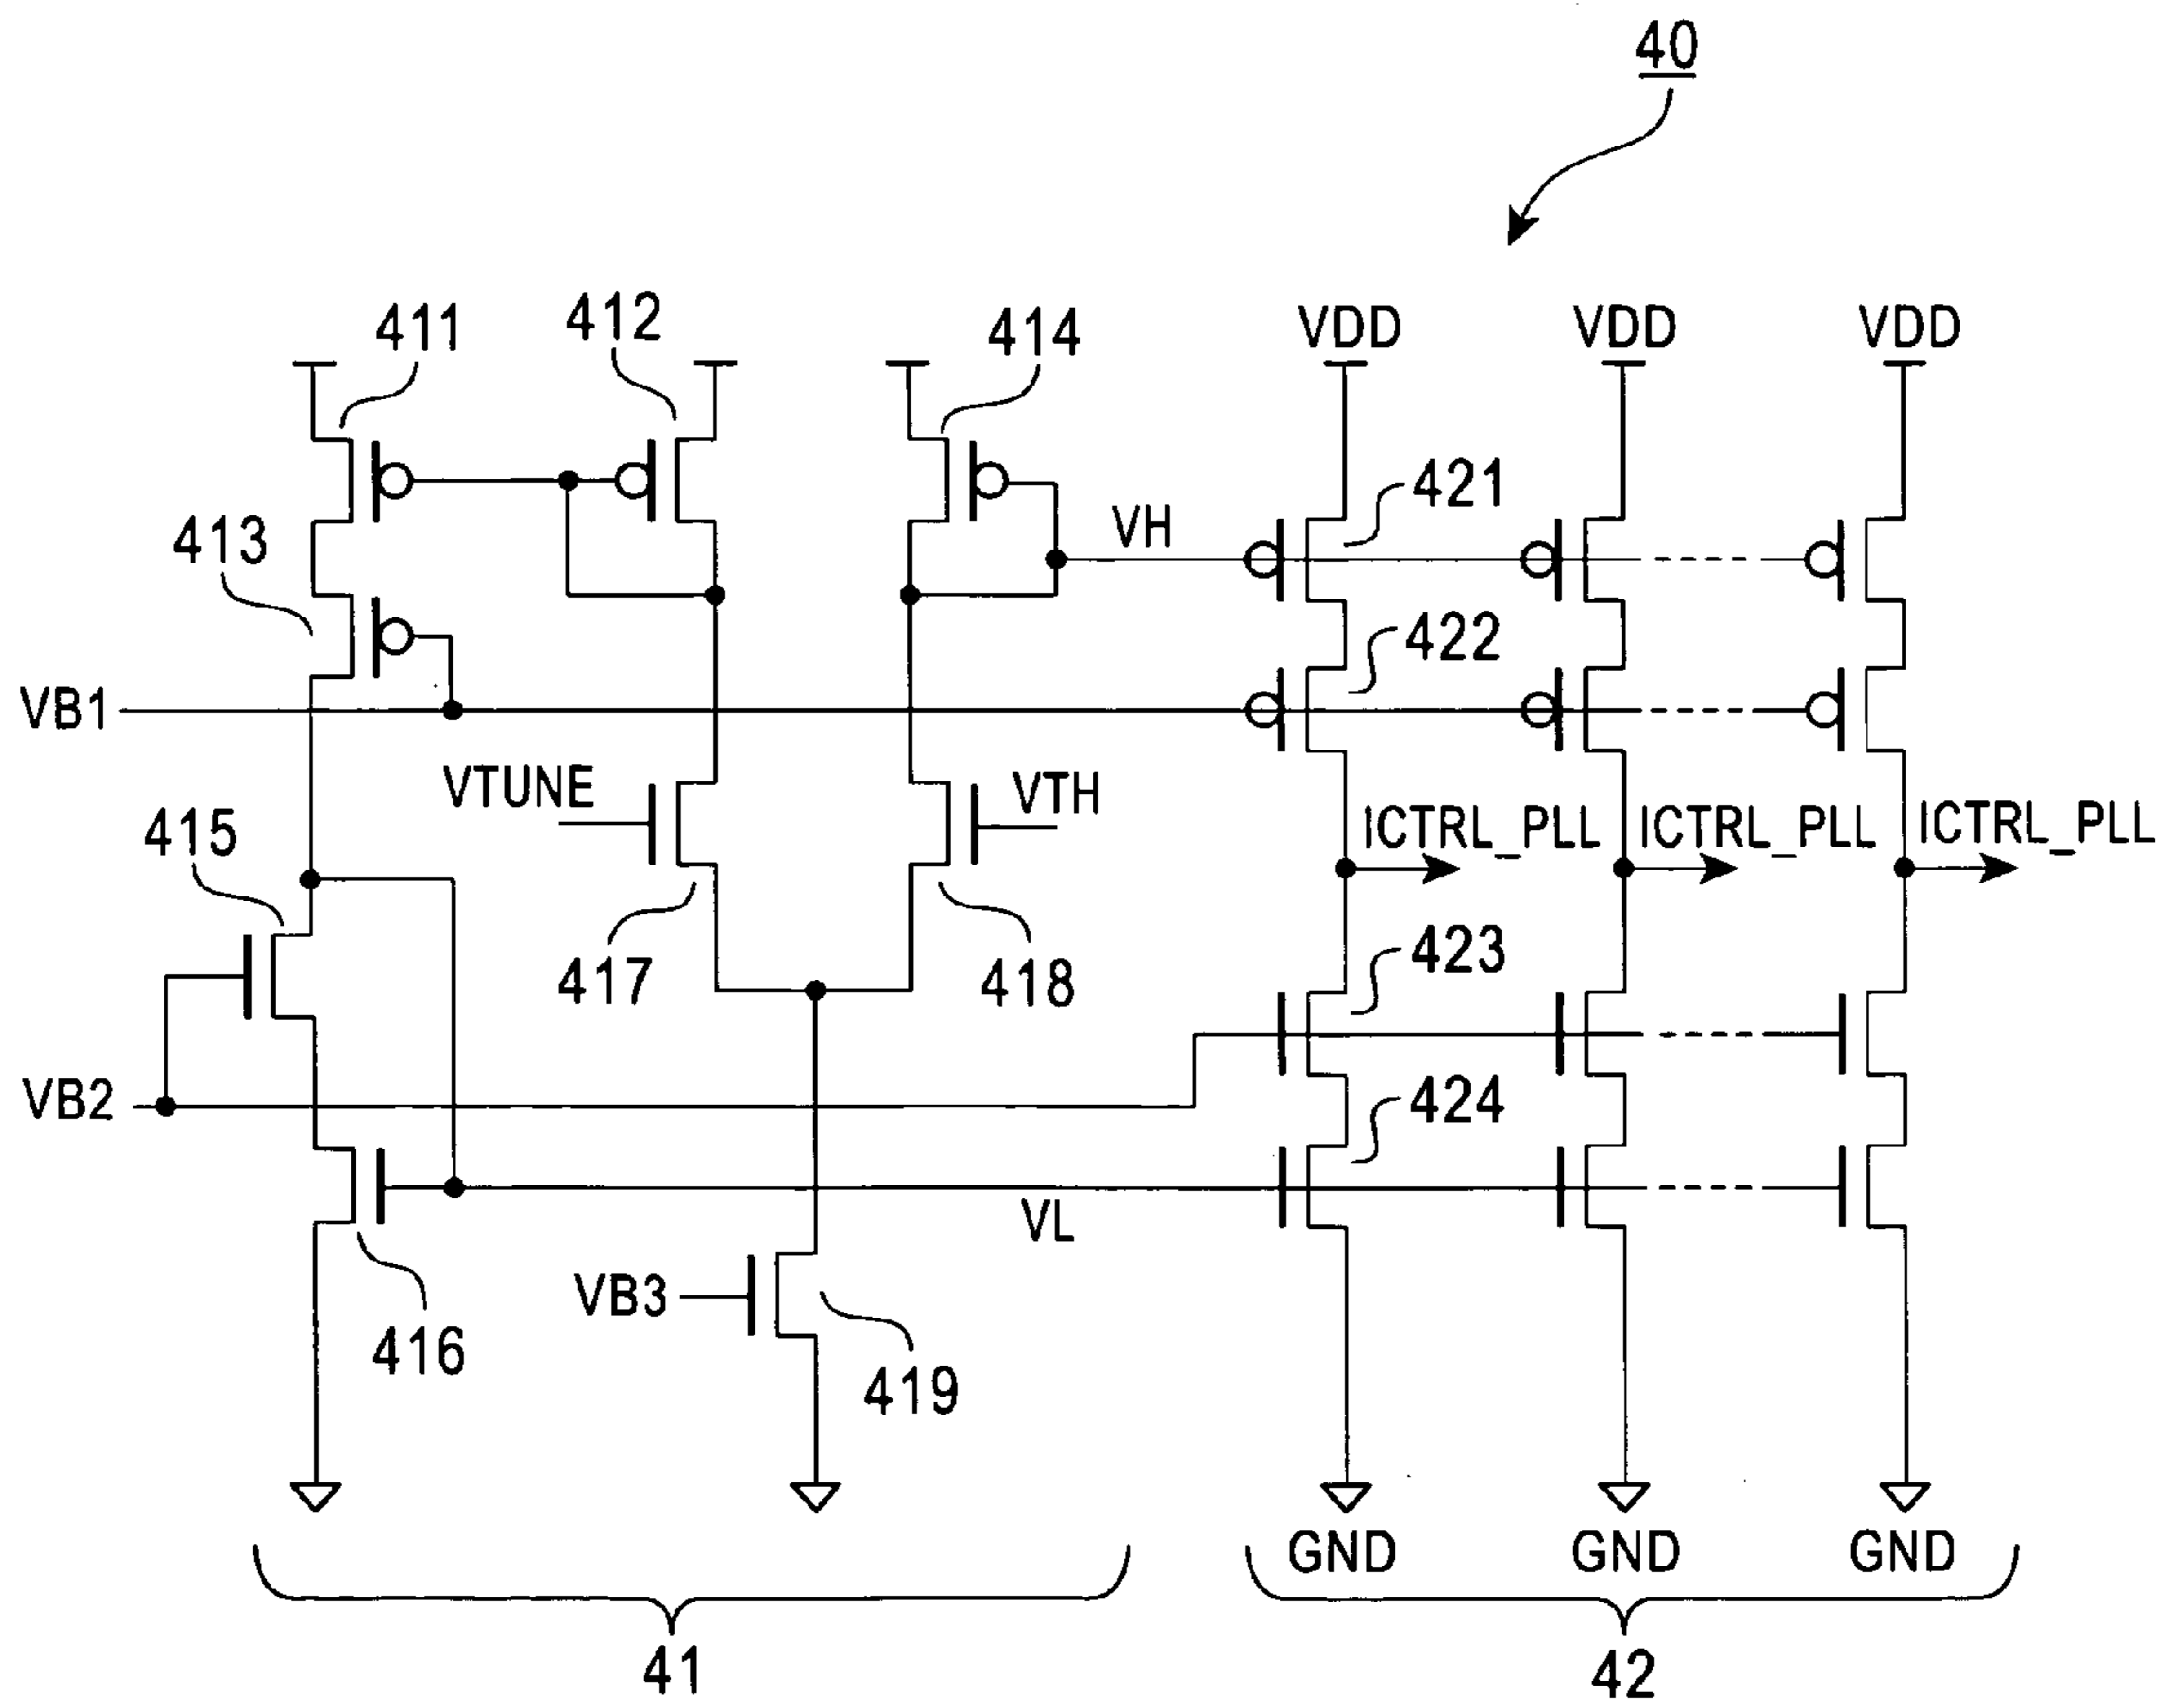 40
411
412
414
VDD
VDD
VDD
413
VH
421
422
VB1
VTUNE
VTH
415
ICTRL_PLL
ICTRL_PLL
ICTRL_PLL
417
418
423
VB2
424
VL
VB3
416
419
GND
GND
GND
41
42